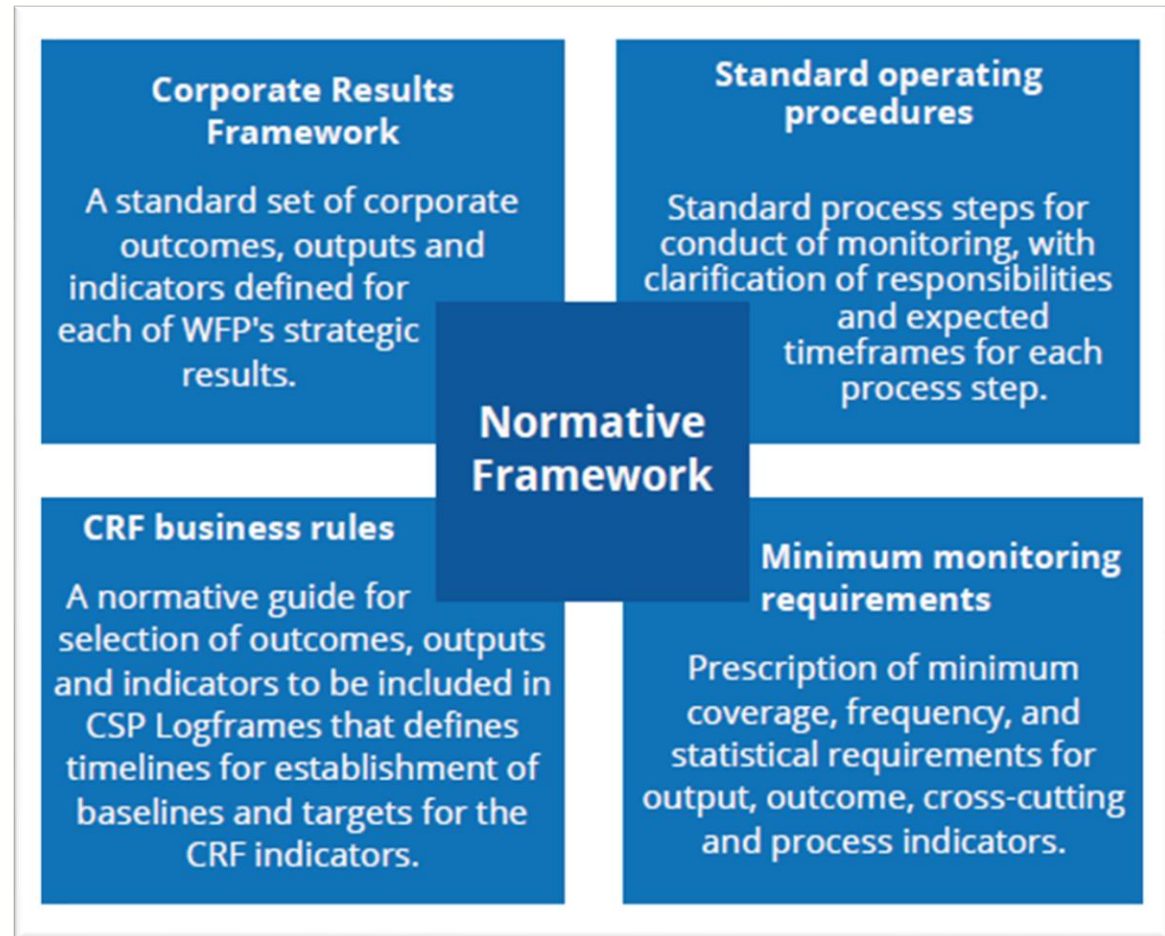 Corporate Results
Framework
A standard set of corporate
outcomes, outputs and
indicators defined for
each of WFP's strategic
results.
Standard operating
procedures
Standard process steps for
conduct of monitoring, with
clarification of responsibilities
and expected
timeframes for each
process step.
Normative
Framework
CRF business rules
A normative guide for
selection of outcomes, outputs
and indicators to be included in
CSP Logframes that defines
timelines for establishment of
baselines and targets for the
CRF indicators.
Minimum monitoring
requirements
Prescription of minimum
coverage, frequency, and
statistical requirements for
output, outcome, cross-cutting
and process indicators.